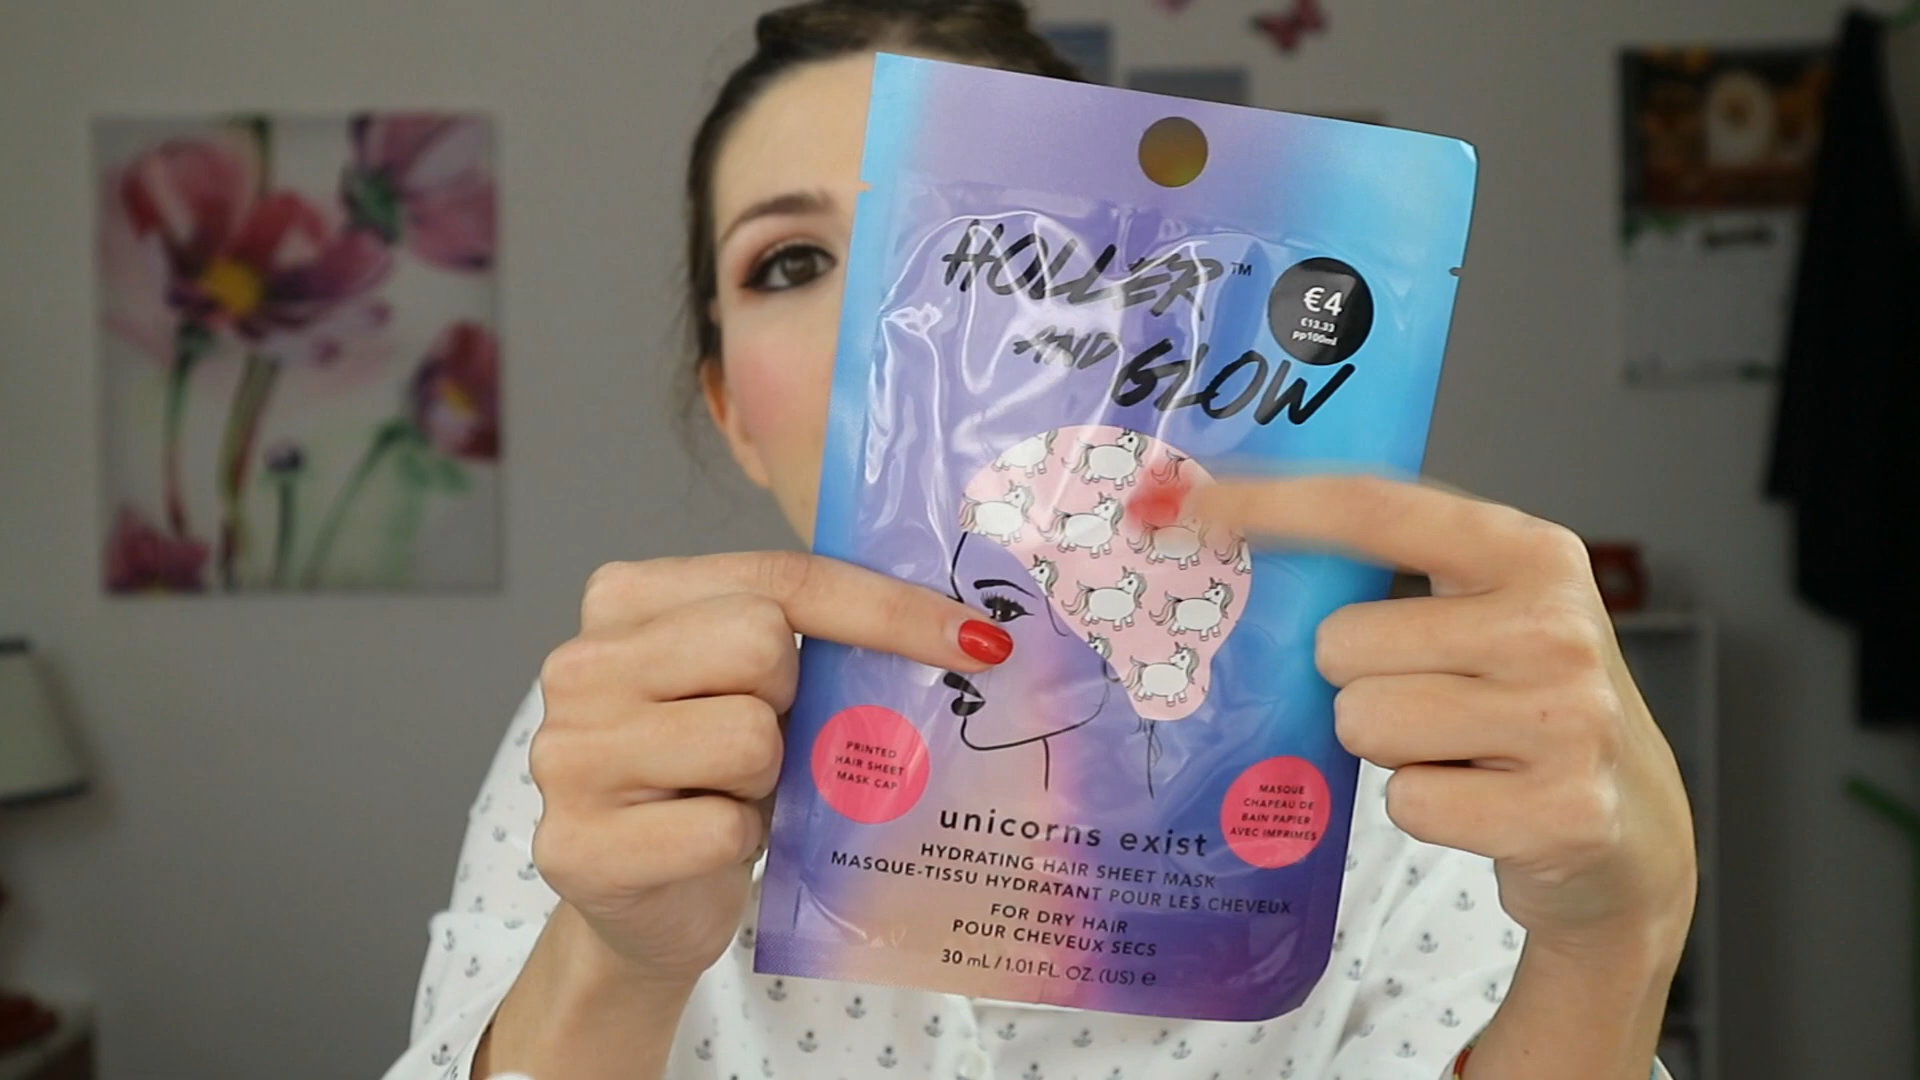 HOLLER™
AND GLOW
€4
€13.33
pp100ml
PRINTED
HAIR SHEET
MASK CAP
MASQUE
CHAPEAU DE
BAIN PAPIER
AVEC IMPRIMÉS
unicorns exist
HYDRATING HAIR SHEET MASK
MASQUE-TISSU HYDRATANT POUR LES CHEVEUX
FOR DRY HAIR
POUR CHEVEUX SECS
30 mL / 1.01 FL. OZ. (US) ℮